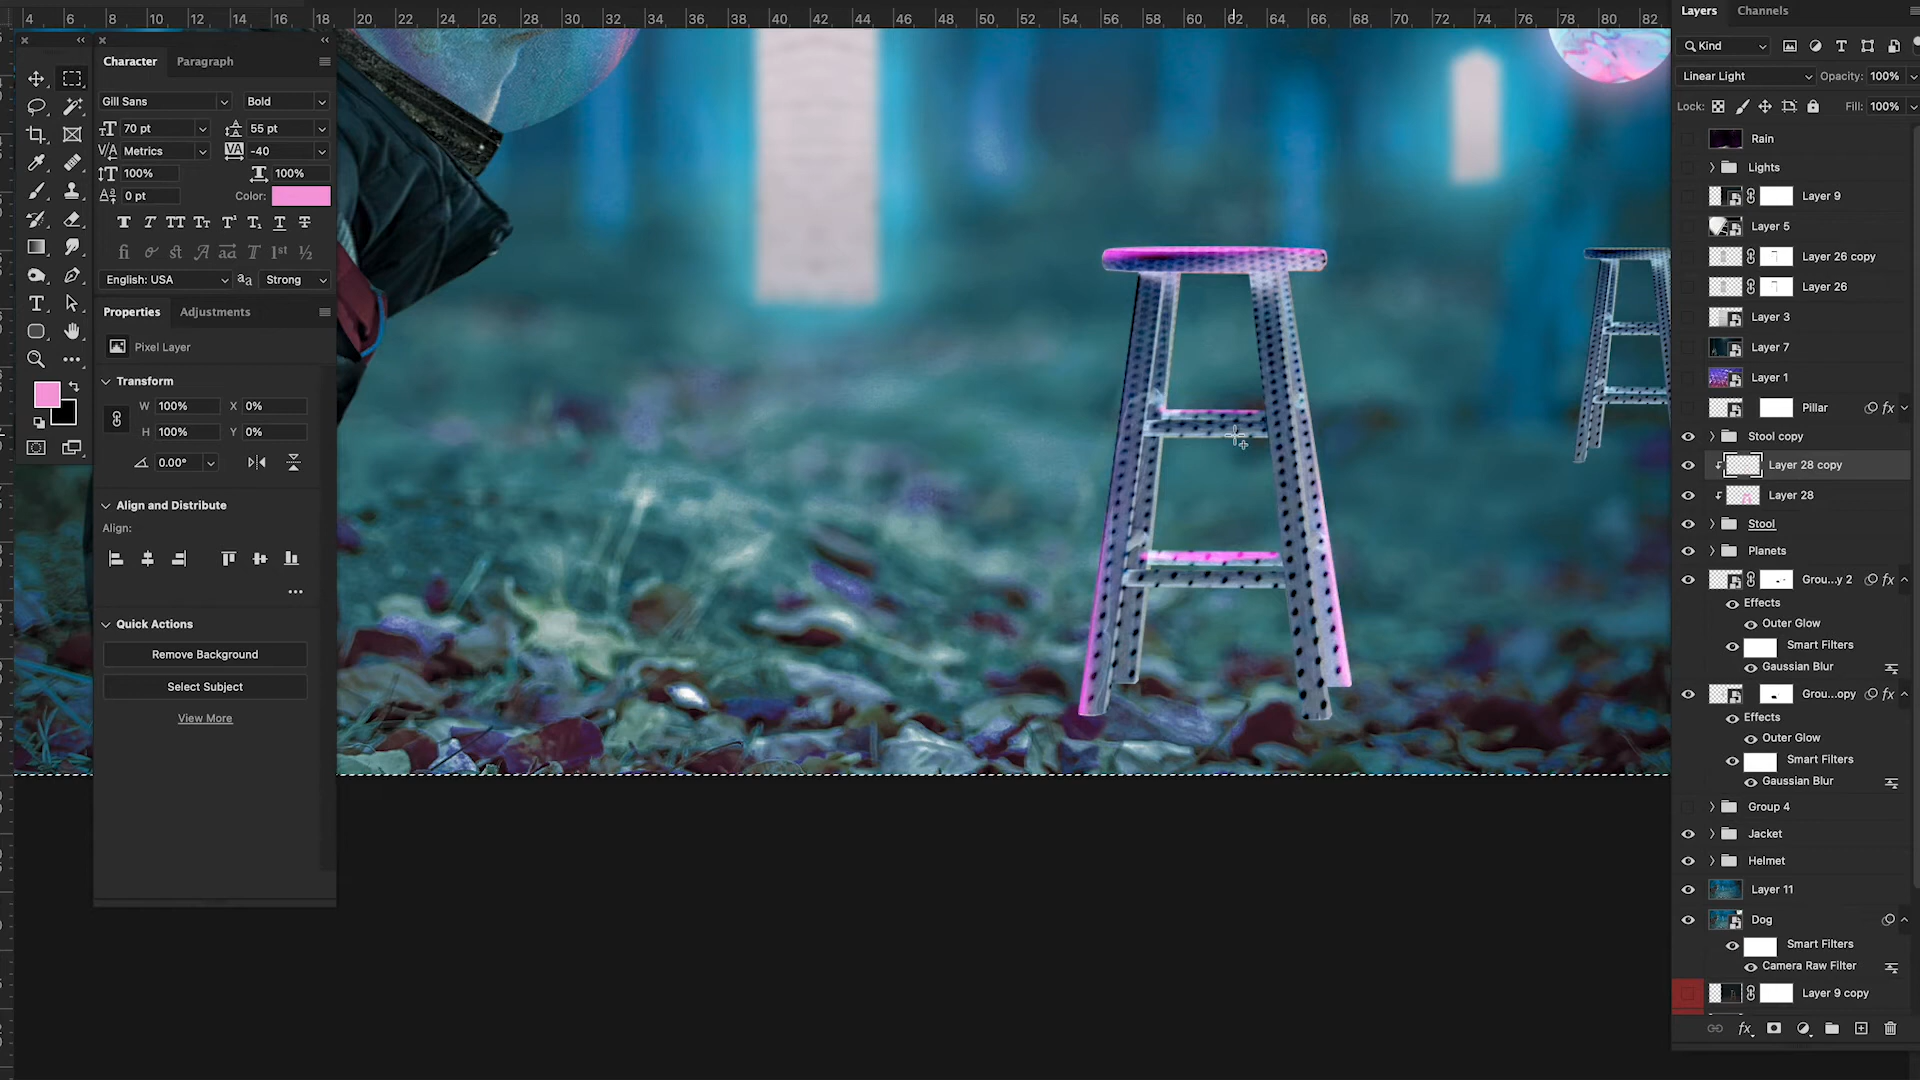 4 6 8 10 12 14 16 18 20 22 24 26 28 30 32 34 36 38 40 42 44 46 48 50 52 54 56 58 60 62 64 66 68 70 72 74 76 78 80 82
Character Paragraph
Gill Sans Bold
70 pt 55 pt
Metrics -40
100% 100%
0 pt Color:
English: USA Strong
Properties Adjustments
Pixel Layer
Transform
W 100% X 0%
H 100% Y 0%
0.00°
Align and Distribute
Align:
Quick Actions
Remove Background
Select Subject
View More
Layers Channels
Kind
Linear Light Opacity: 100%
Lock: Fill: 100%
Rain
Lights
Layer 9
Layer 5
Layer 26 copy
Layer 26
Layer 3
Layer 7
Layer 1
Pillar fx
Stool copy
Layer 28 copy
Layer 28
Stool
Planets
Grou...y 2 fx
Effects
Outer Glow
Smart Filters
Gaussian Blur
Grou...opy fx
Effects
Outer Glow
Smart Filters
Gaussian Blur
Group 4
Jacket
Helmet
Layer 11
Dog
Smart Filters
Camera Raw Filter
Layer 9 copy
fx